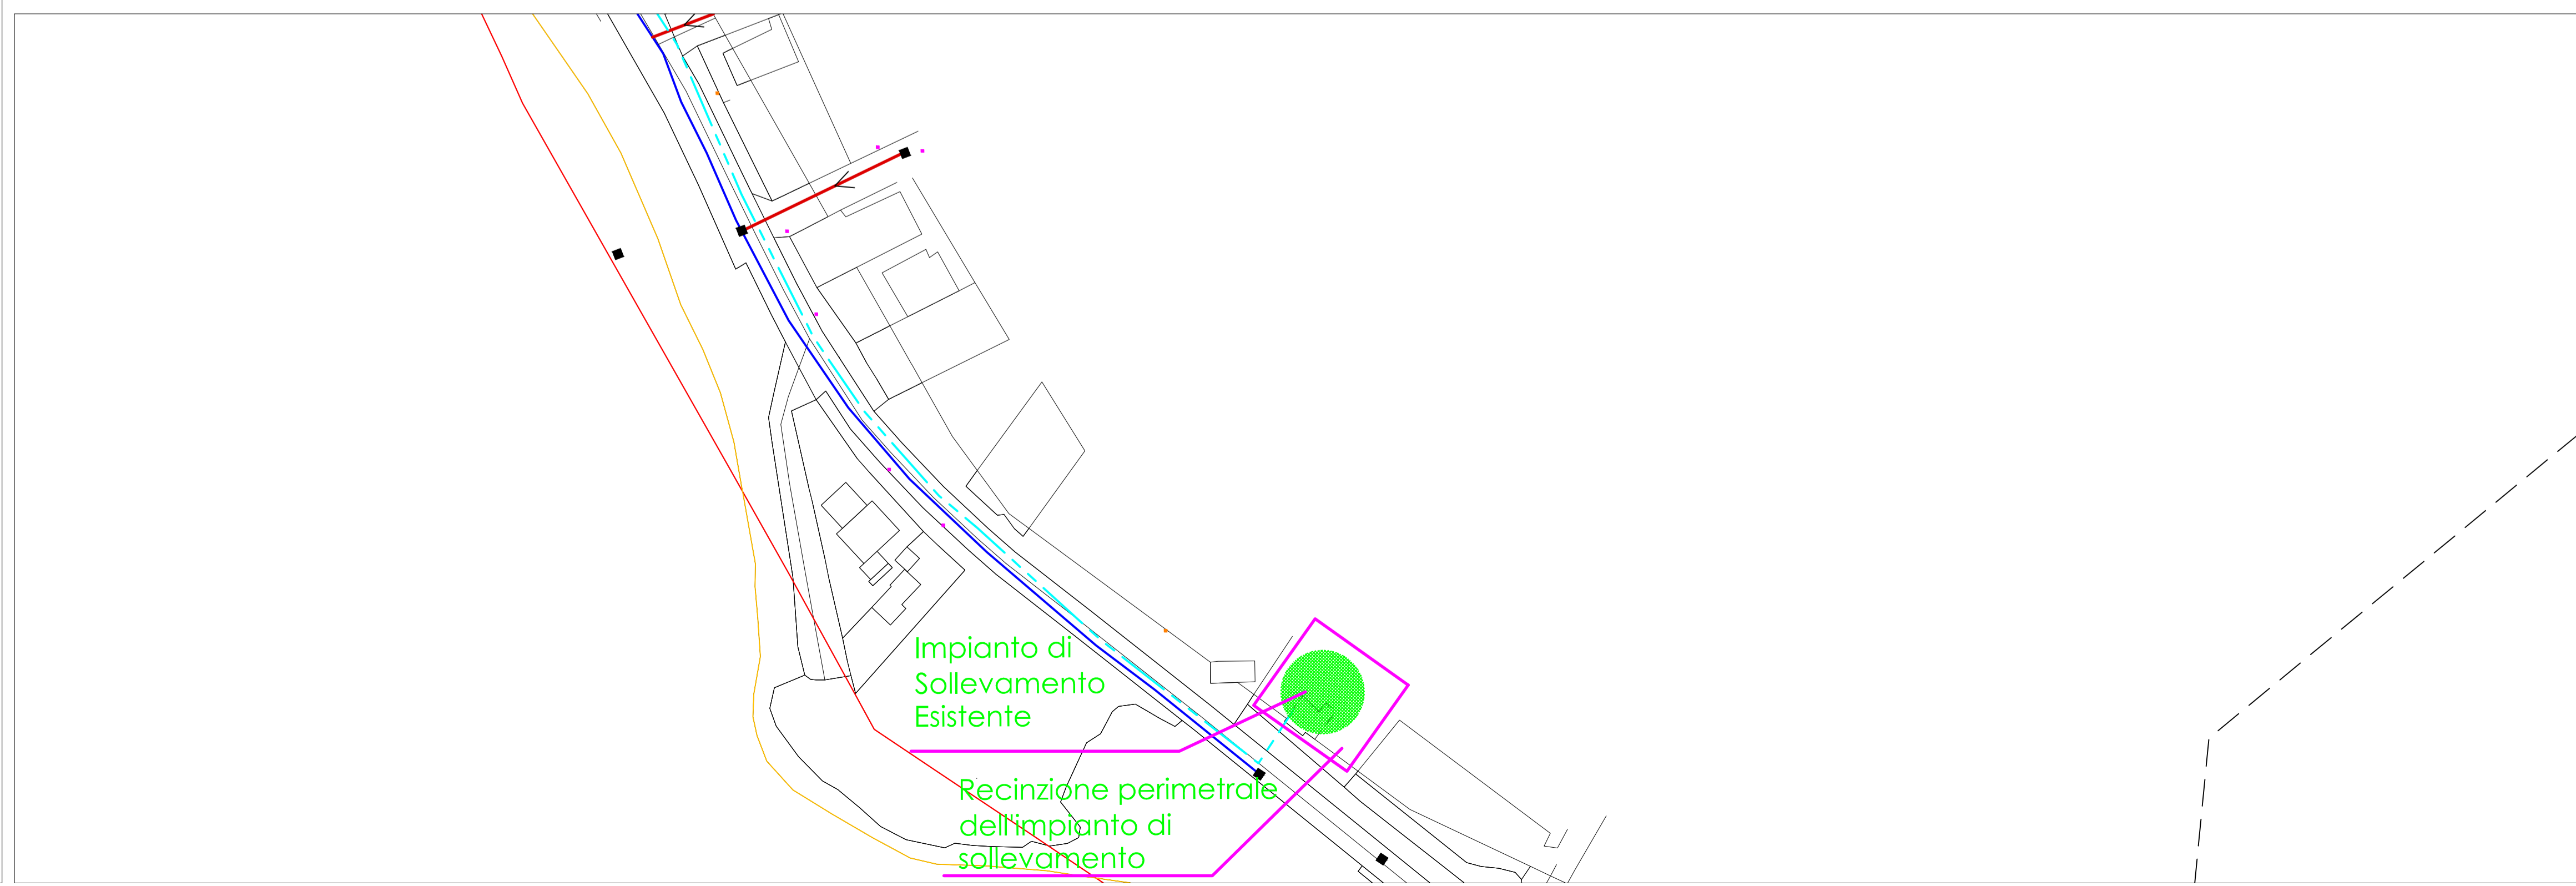 Impianto di
Sollevamento
Esistente
Recinzione perimetrale
dell'impianto di
sollevamento